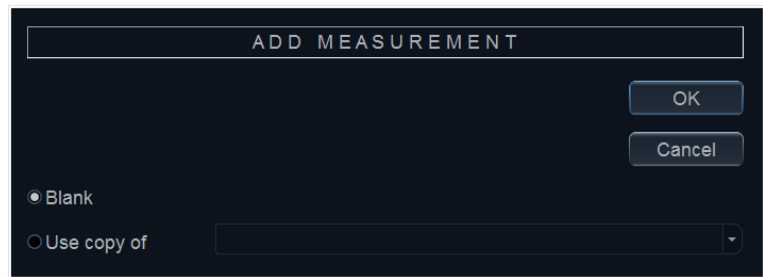 ADD MEASUREMENT
OK
Cancel
Blank
Use copy of